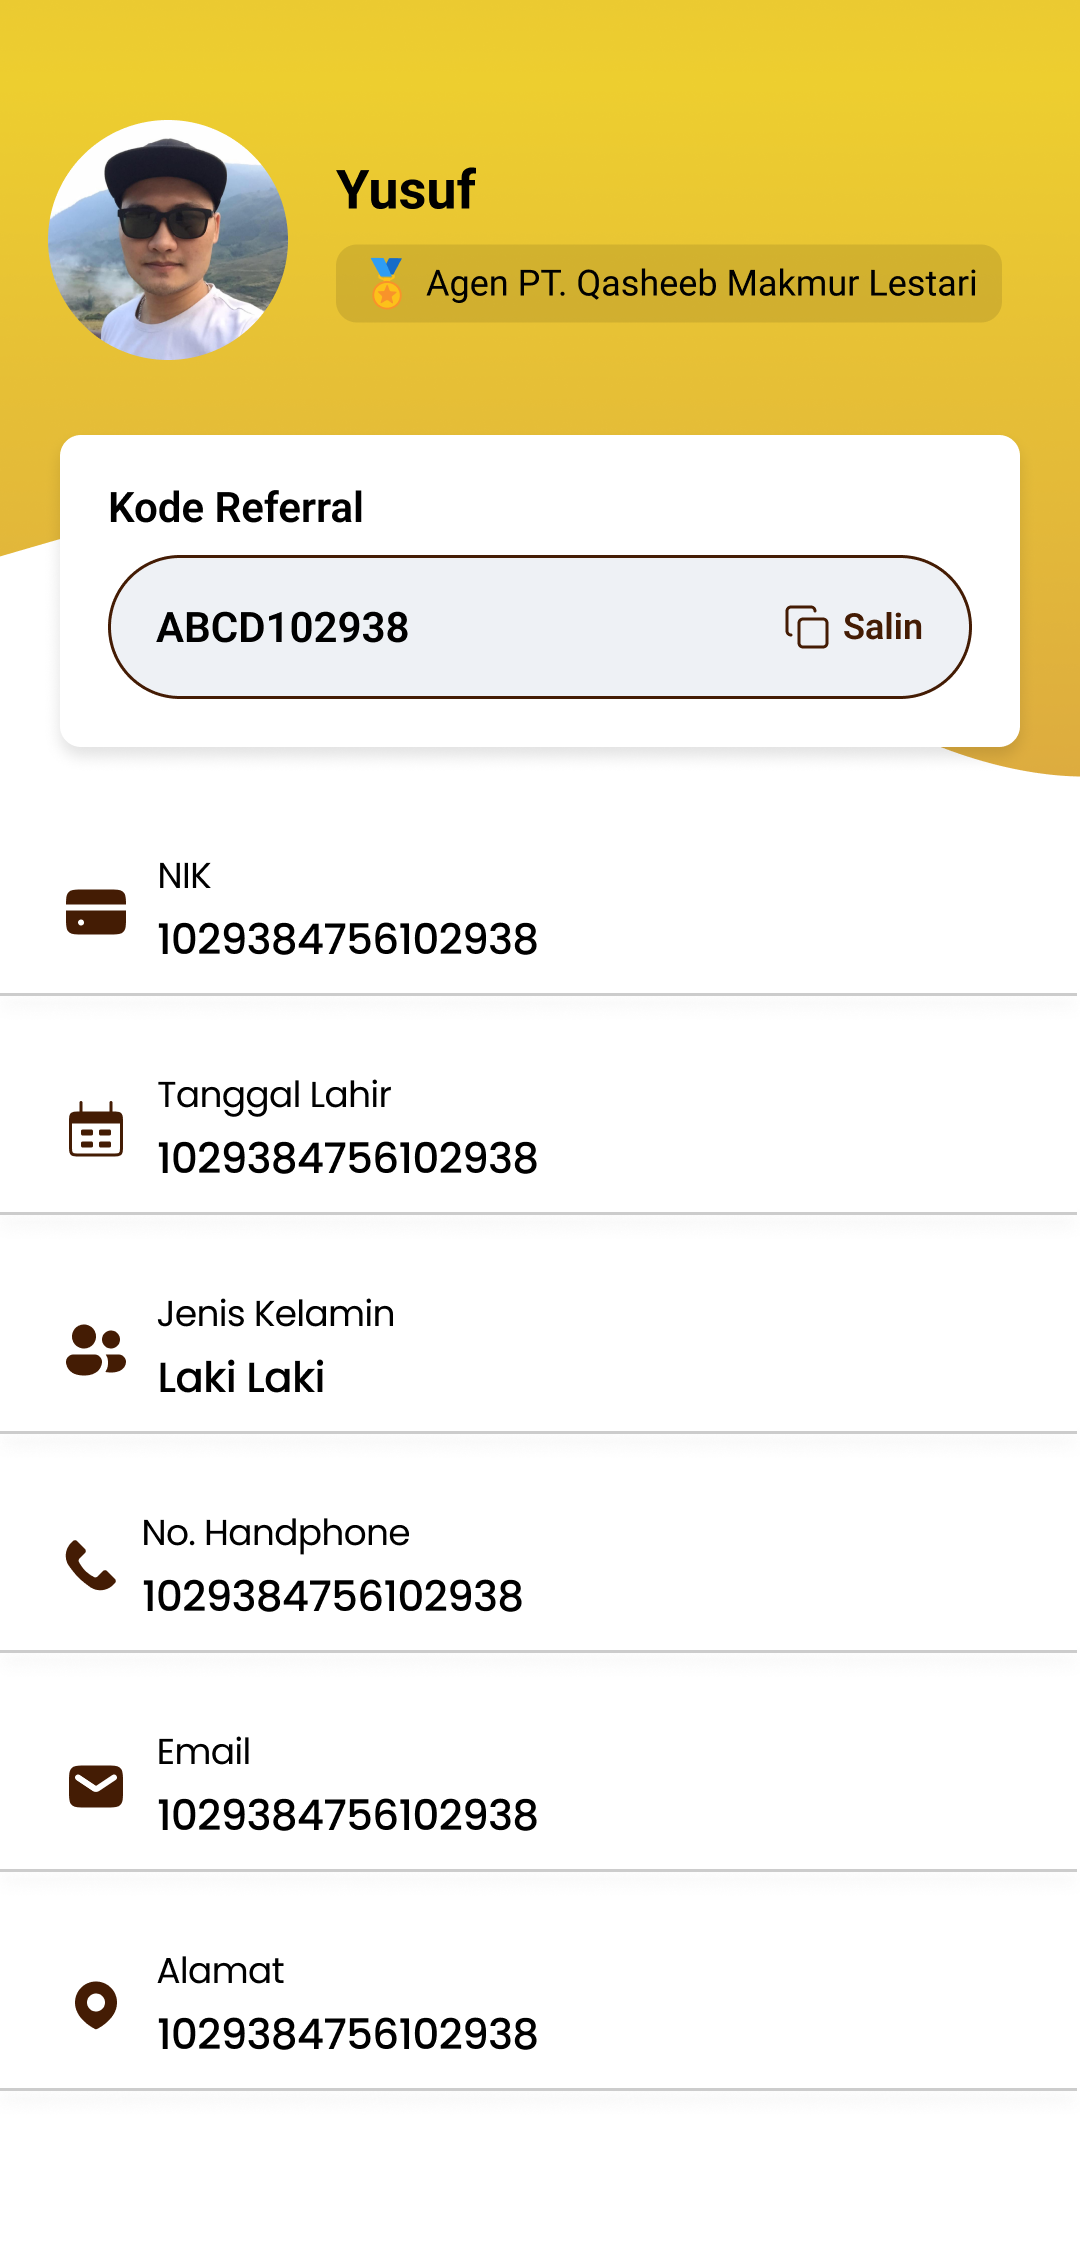 Yusuf
Agen PT. Qasheeb Makmur Lestari
Kode Referral
ABCD102938
Salin
NIK
1029384756102938
Tanggal Lahir
1029384756102938
Jenis Kelamin
Laki Laki
No. Handphone
1029384756102938
Email
1029384756102938
Alamat
1029384756102938